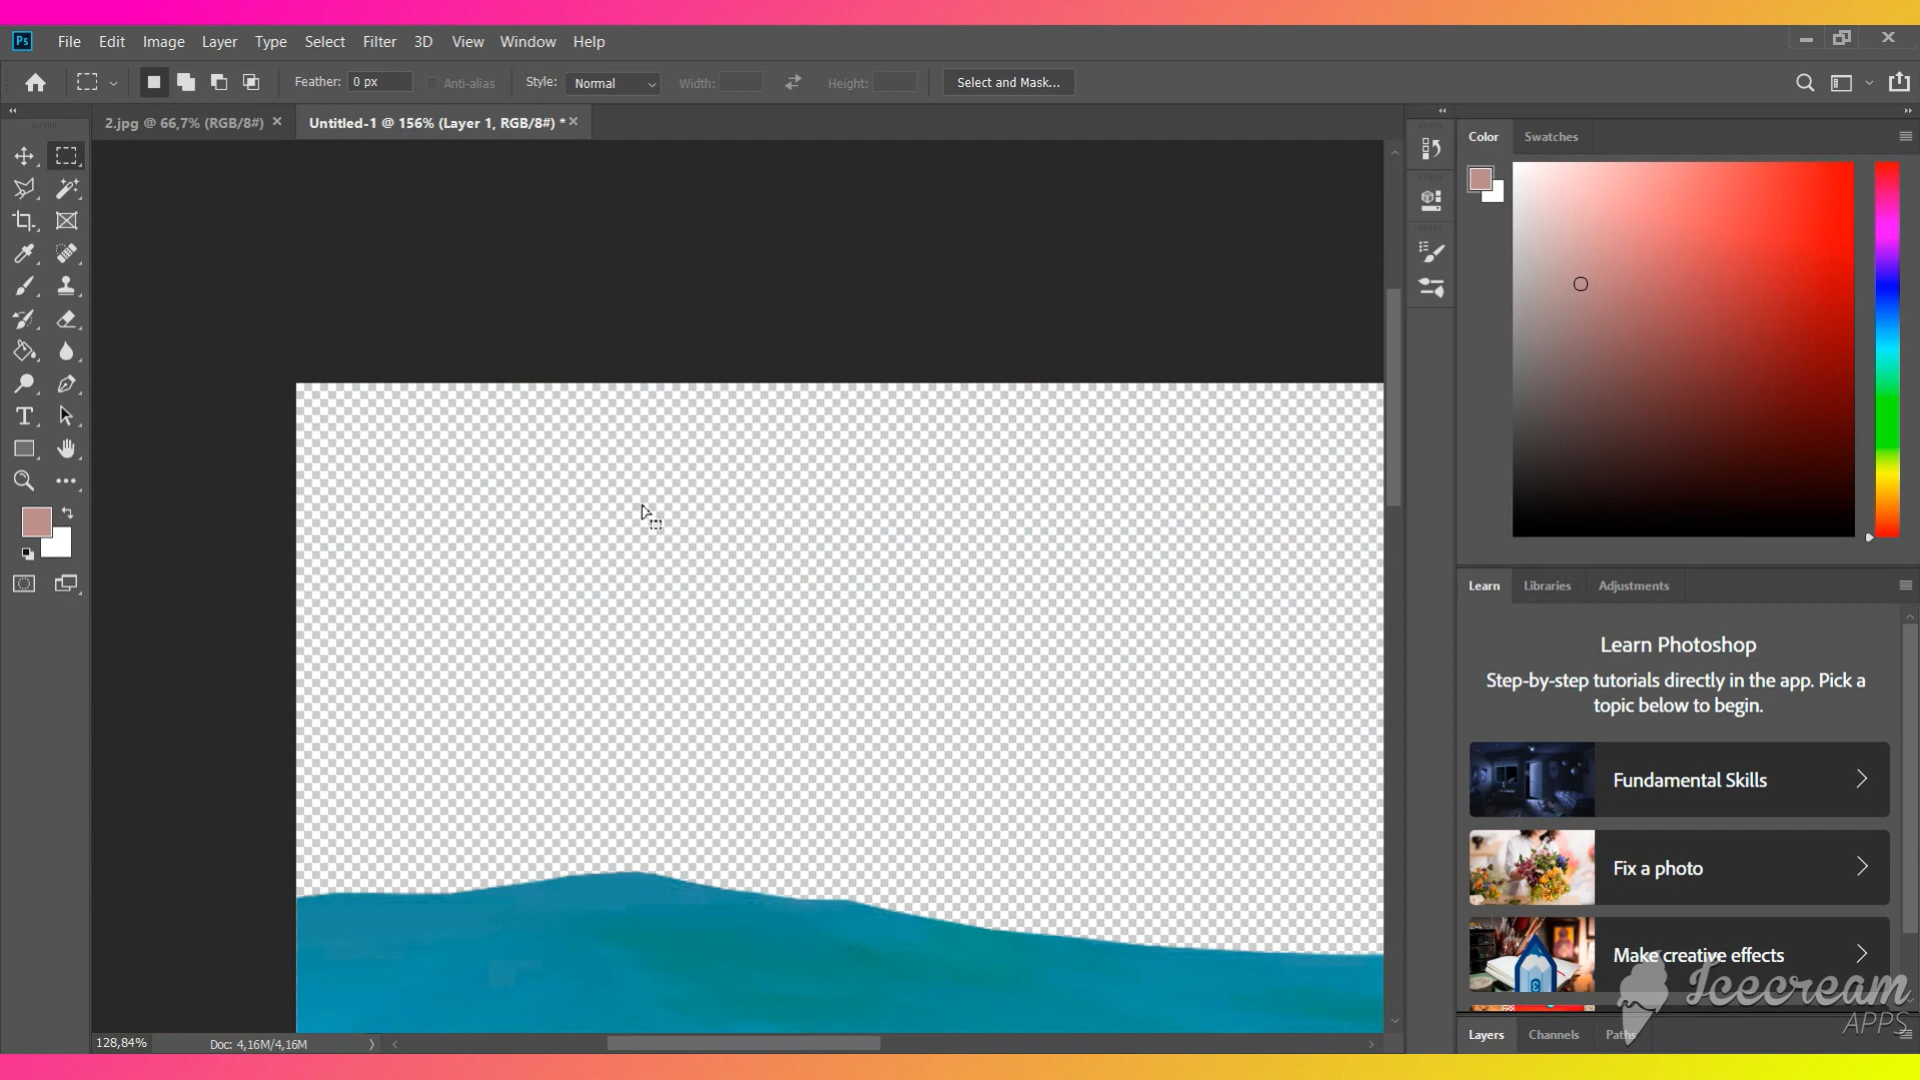 Ps File Edit Image Layer Type Select Filter 3D View Window Help
Feather: 0 px Anti-alias Style: Normal Width: Height: Select and Mask...
2.jpg @ 66,7% (RGB/8#) Untitled-1 @ 156% (Layer 1, RGB/8#) *
Color Swatches
Learn Libraries Adjustments
Learn Photoshop
Step-by-step tutorials directly in the app. Pick a
topic below to begin.
Fundamental Skills
Fix a photo
Make creative effects
Icecream
APPS
Layers Channels Paths
128,84% Doc: 4,16M/4,16M